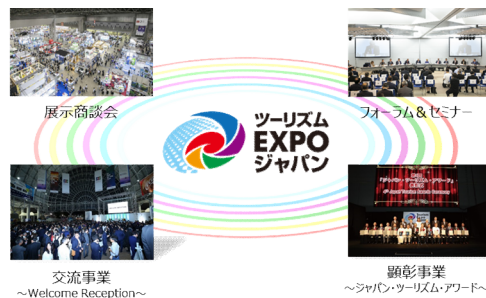 展示商談会
フォーラム&セミナー
ツーリズム
EXPO
ジャパン
交流事業
~Welcome Reception~
顕彰事業
~ジャパン・ツーリズム・アワード~